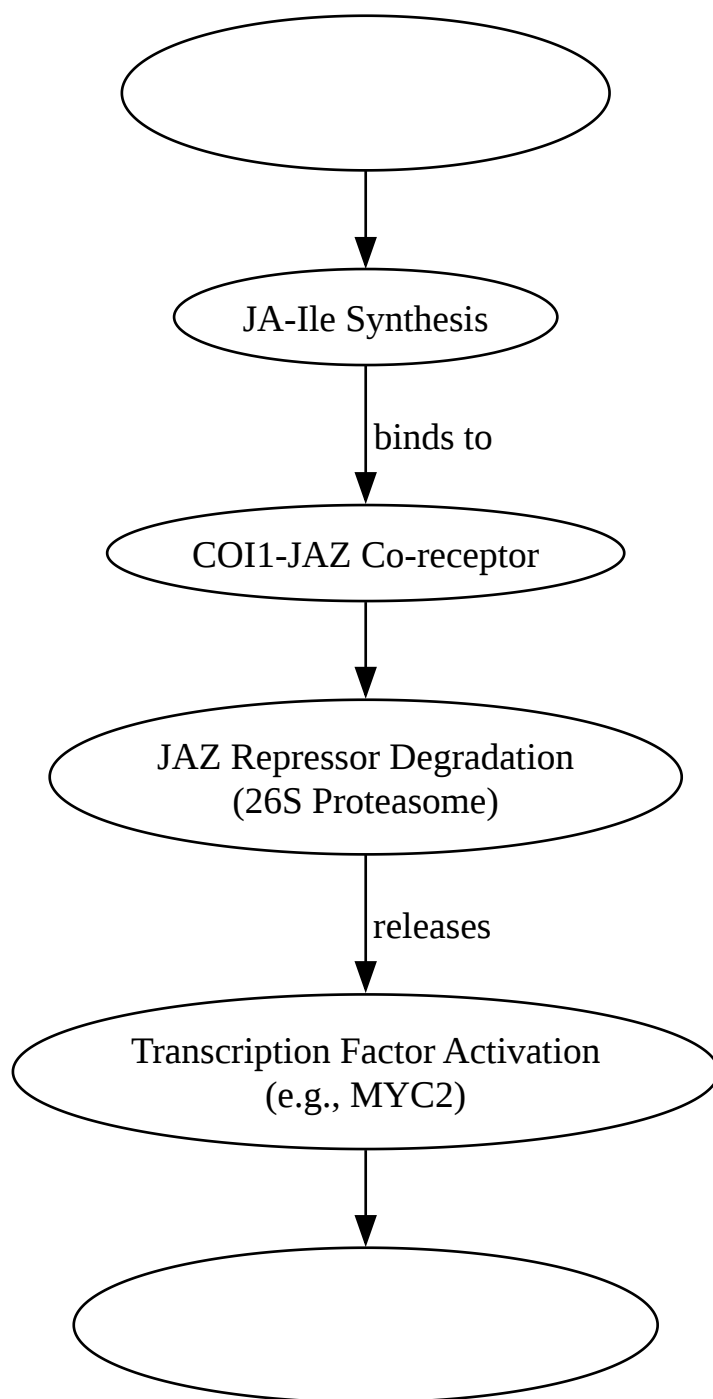 JA-Ile Synthesis
binds to
COI1-JAZ Co-receptor
JAZ Repressor Degradation
(26S Proteasome)
releases
Transcription Factor Activation
(e.g., MYC2)